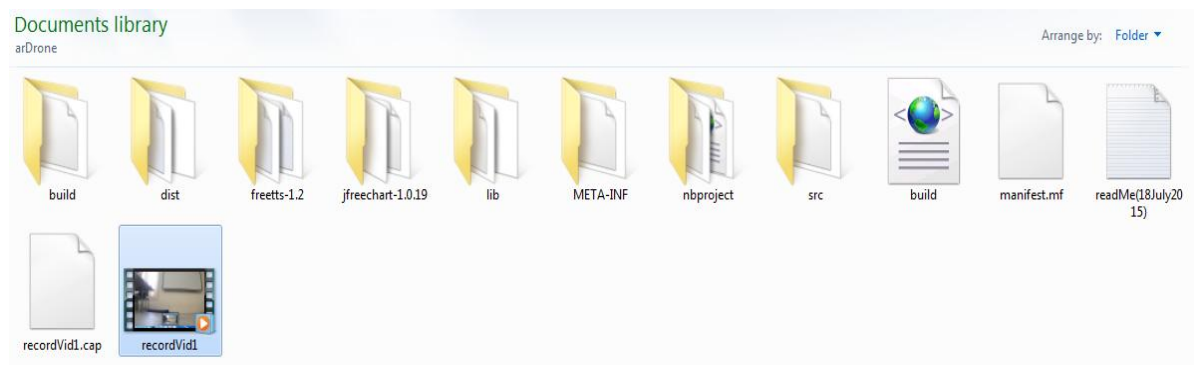 Documents library
arDrone
Arrange by: Folder
build
dist
freetts-1.2
jfreechart-1.0.19
lib
META-INF
nbproject
src
build
manifest.mf
readMe(18July20
15)
recordVid1.cap
recordVid1